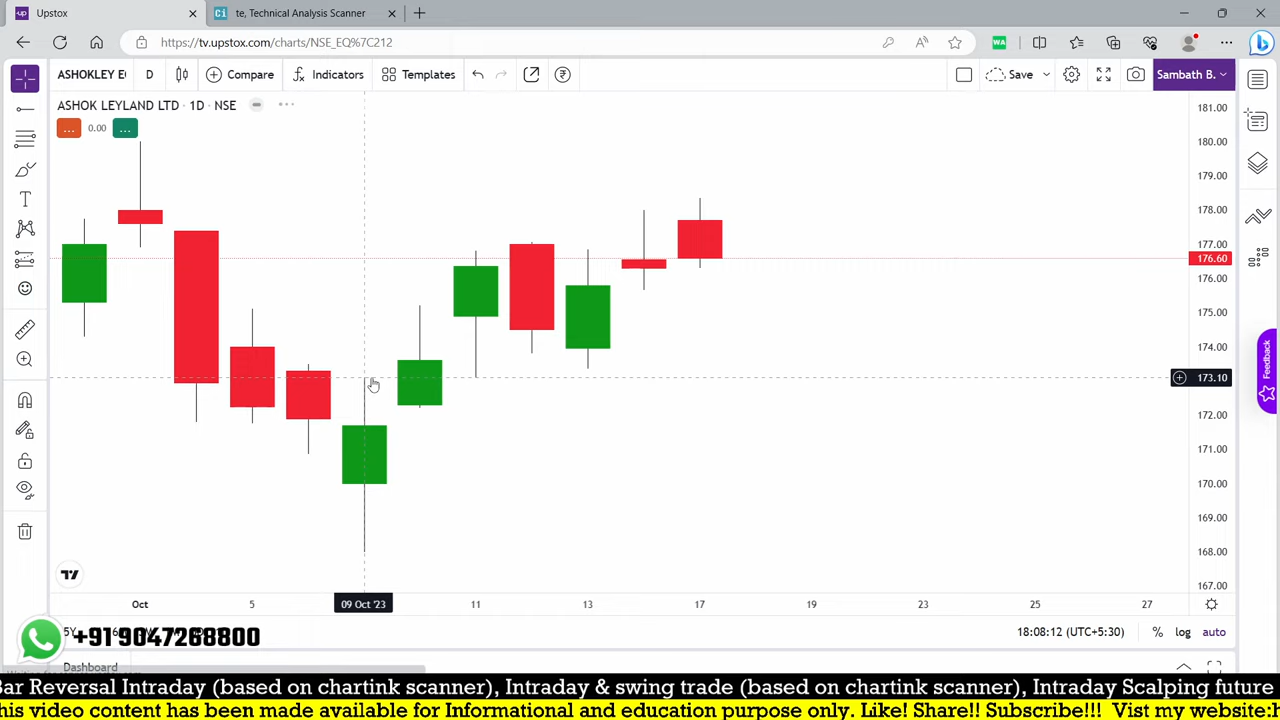 Upstox
te, Technical Analysis Scanner
https://tv.upstox.com/charts/NSE_EQ%7C212
ASHOKLEY E
D
Compare
Indicators
Templates
Save
Sambath B.
ASHOK LEYLAND LTD · 1D · NSE
...
0.00
...
181.00
180.00
179.00
178.00
177.00
176.60
176.00
175.00
174.00
173.10
172.00
171.00
170.00
169.00
168.00
167.00
Feedback
Oct
5
09 Oct '23
11
13
17
19
23
25
27
5Y
+91 9047268800
18:08:12 (UTC+5:30)
%
log
auto
Dashboard
Bar Reversal Intraday (based on chartink scanner), Intraday & swing trade (based on chartink scanner), Intraday Scalping future
his video content has been made available for Informational and education purpose only. Like! Share!! Subscribe!!! Vist my website: